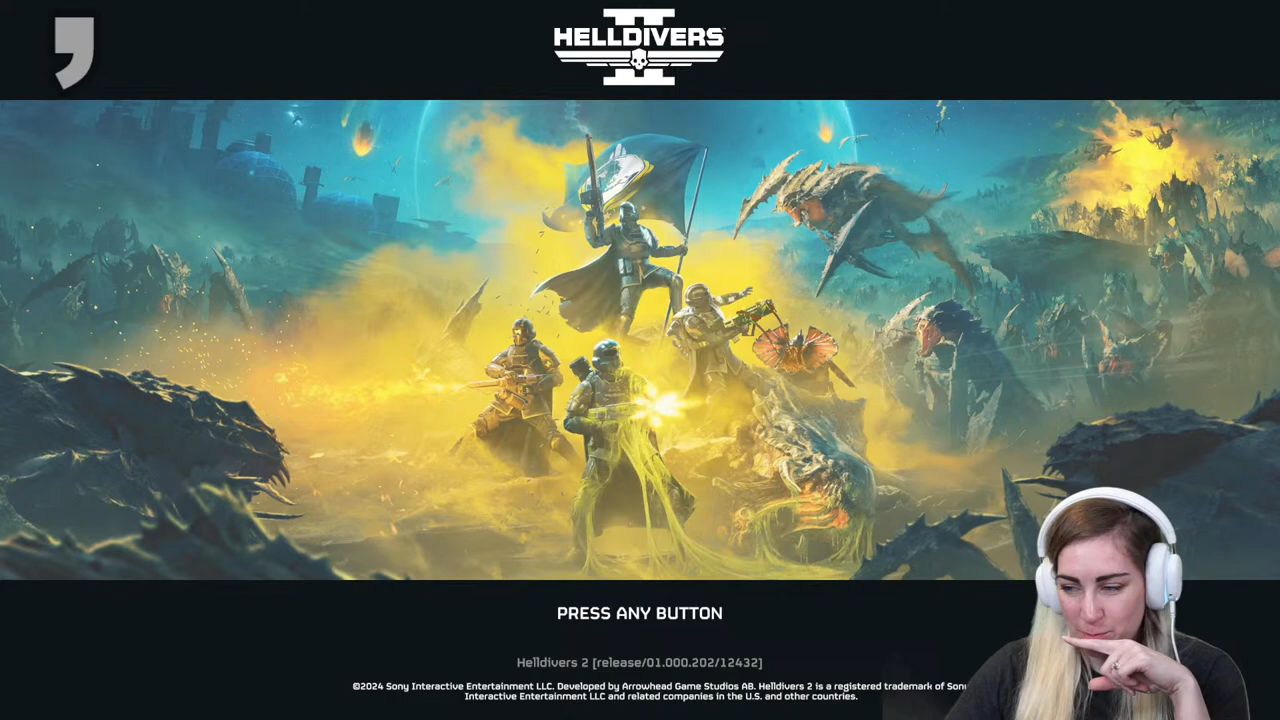 HELLDIVERS
II
PRESS ANY BUTTON
Helldivers 2 [release/01.000.202/12432]
©2024 Sony Interactive Entertainment LLC. Developed by Arrowhead Game Studios AB. Helldivers 2 is a registered trademark of Sony
Interactive Entertainment LLC and related companies in the U.S. and other countries.